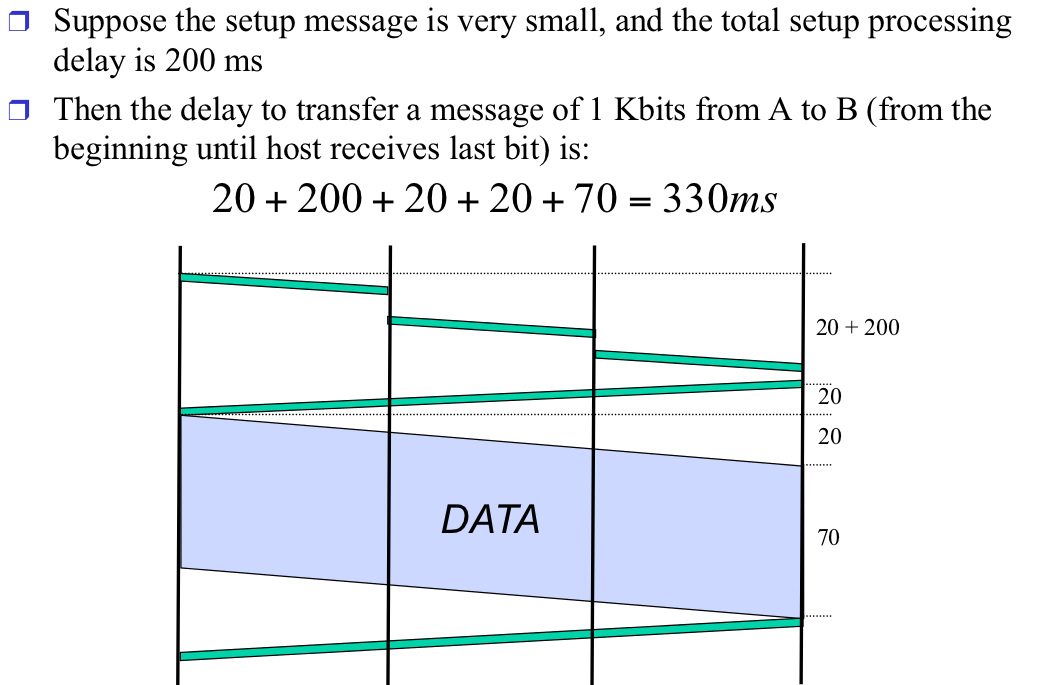 Suppose the setup message is very small, and the total setup processing
delay is 200 ms
Then the delay to transfer a message of 1 Kbits from A to B (from the
beginning until host receives last bit) is:
20 + 200 + 20 + 20 + 70 = 330ms
20 + 200
20
20
DATA
70